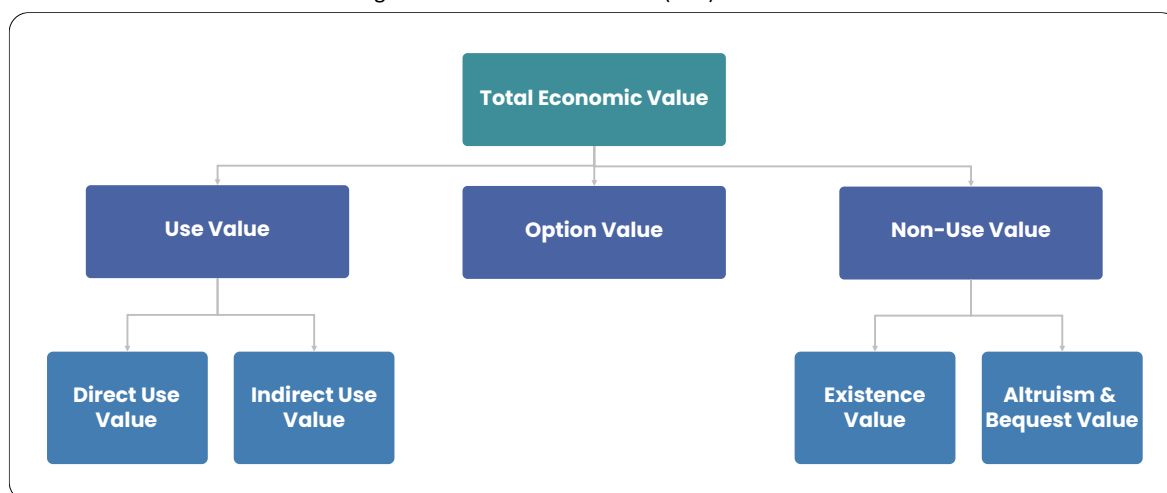 Total Economic Value
Use Value
Option Value
Non-Use Value
Direct Use
Value
Indirect Use
Value
Existence
Value
Altruism &
Bequest Value